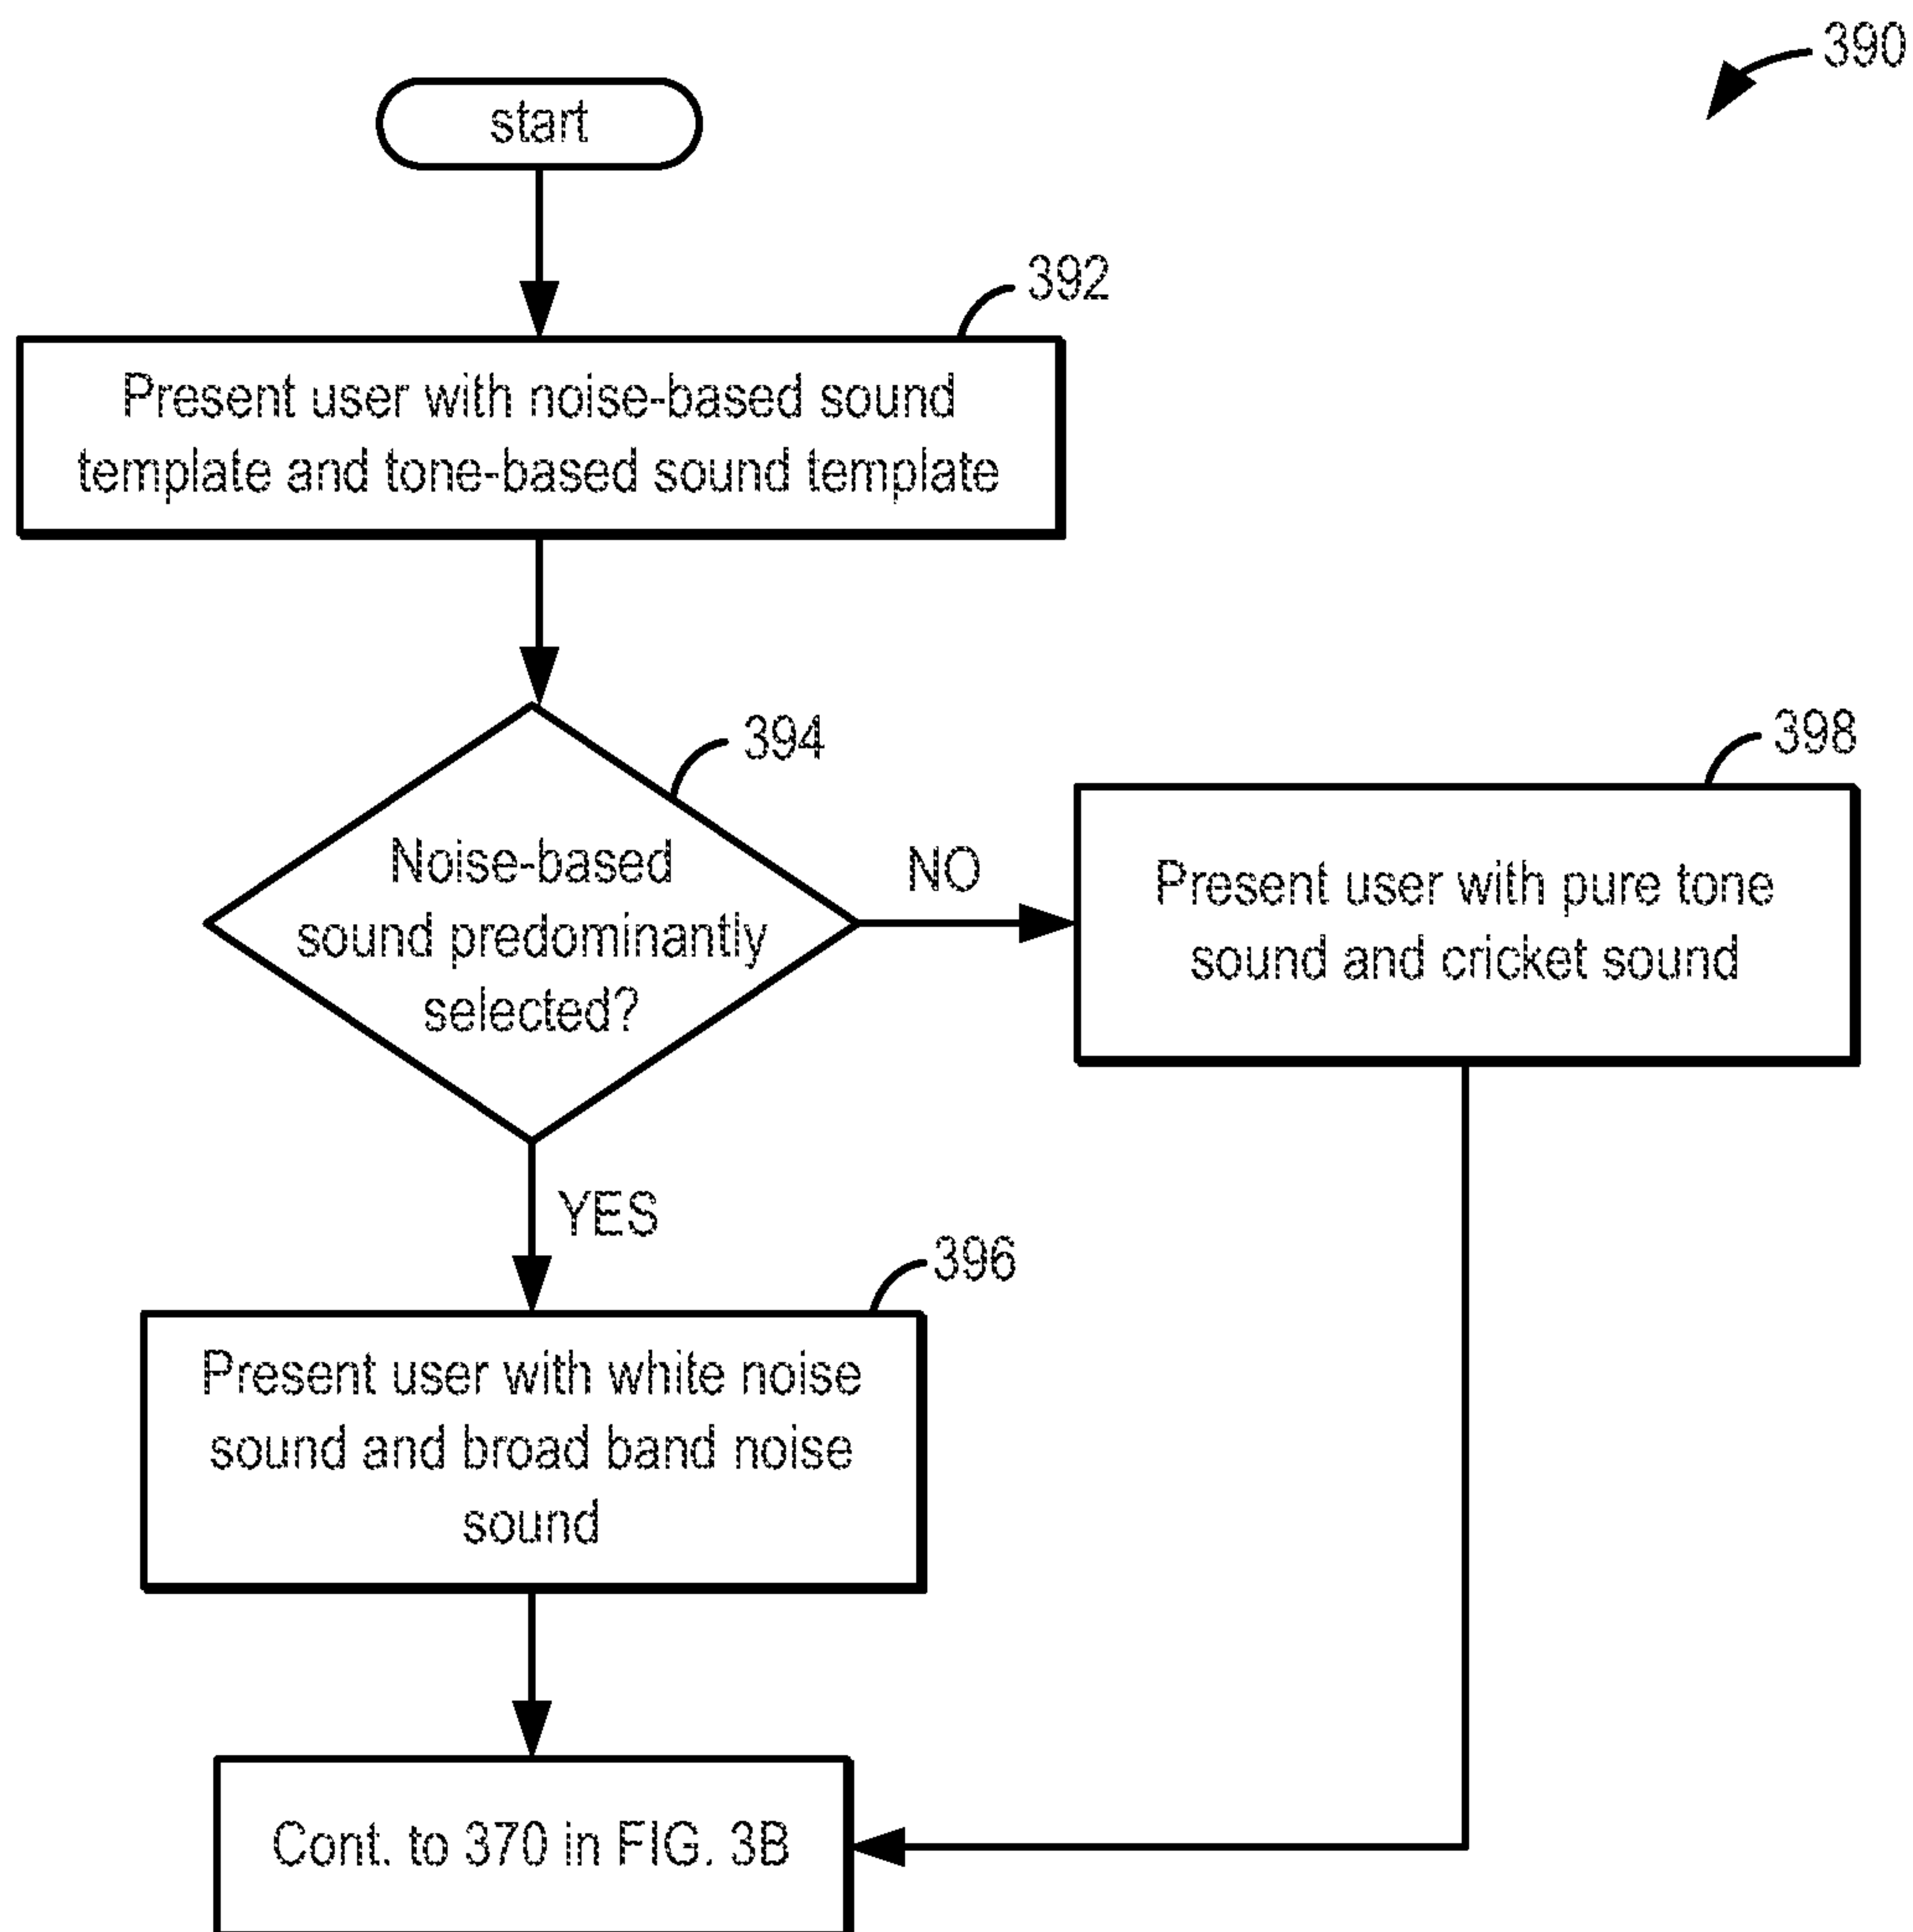 390
start
392
Present user with noise-based sound
template and tone-based sound template
394
Noise-based
sound predominantly
selected?
NO
398
Present user with pure tone
sound and cricket sound
YES
396
Present user with white noise
sound and broad band noise
sound
Cont. to 370 in FIG. 3B